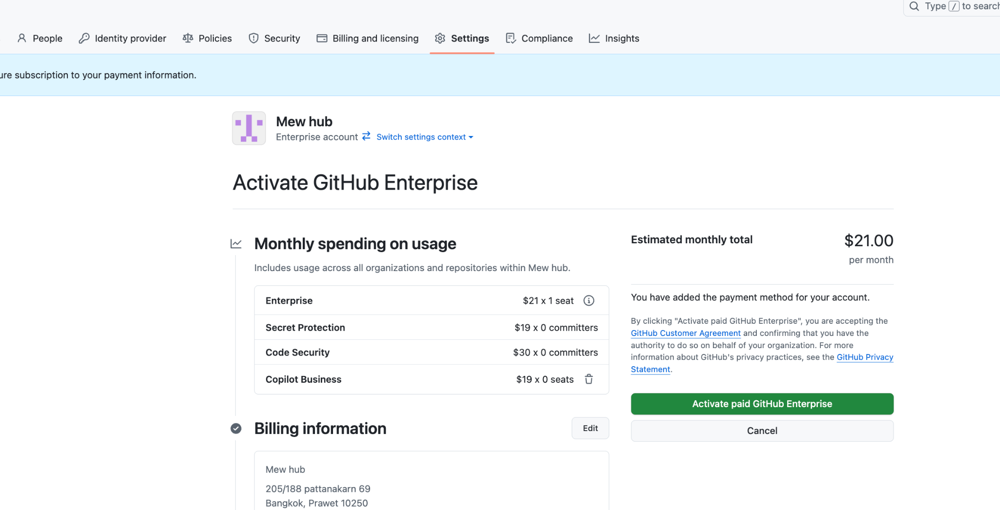 Type / to search
People Identity provider Policies Security Billing and licensing Settings Compliance Insights
subscription to your payment information.
Mew hub
Enterprise account Switch settings context
Activate GitHub Enterprise
Monthly spending on usage
Includes usage across all organizations and repositories within Mew hub.
Enterprise $21 x 1 seat
Secret Protection $19 x 0 committers
Code Security $30 x 0 committers
Copilot Business $19 x 0 seats
Billing information Edit
Mew hub
205/188 pattanakarn 69
Bangkok, Prawet 10250
Estimated monthly total $21.00
per month
You have added the payment method for your account.
By clicking "Activate paid GitHub Enterprise", you are accepting the
GitHub Customer Agreement and confirming that you have the
authority to do so on behalf of your organization. For more
information about GitHub's privacy practices, see the GitHub Privacy
Statement.
Activate paid GitHub Enterprise
Cancel